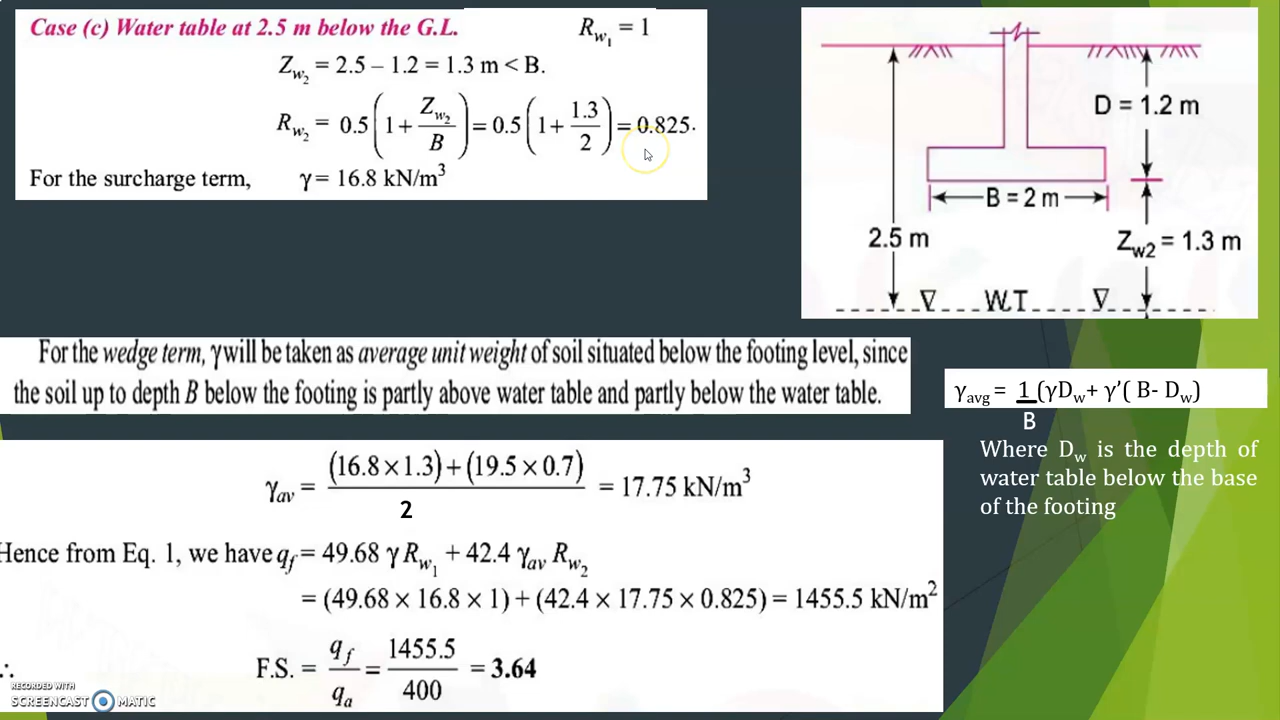 Case (c) Water table at 2.5 m below the G.L. R_w₁ = 1
Z_w₂ = 2.5 – 1.2 = 1.3 m < B.
R_w₂ = 0.5 (1 + Z_w₂/B) = 0.5 (1 + 1.3/2) = 0.825.
For the surcharge term, γ = 16.8 kN/m³
D = 1.2 m
B = 2 m
2.5 m
Z_w2 = 1.3 m
W.T
For the wedge term, γ will be taken as average unit weight of soil situated below the footing level, since
the soil up to depth B below the footing is partly above water table and partly below the water table.
γ_avg = 1/B (γD_w + γ’( B- D_w)
Where D_w is the depth of
water table below the base
of the footing
γ_av = ((16.8 × 1.3) + (19.5 × 0.7))/2 = 17.75 kN/m³
Hence from Eq. 1, we have q_f = 49.68 γ R_w₁ + 42.4 γ_av R_w₂
= (49.68 × 16.8 × 1) + (42.4 × 17.75 × 0.825) = 1455.5 kN/m²
∴ F.S. = q_f/q_a = 1455.5/400 = 3.64
RECORDED WITH
SCREENCAST MATIC